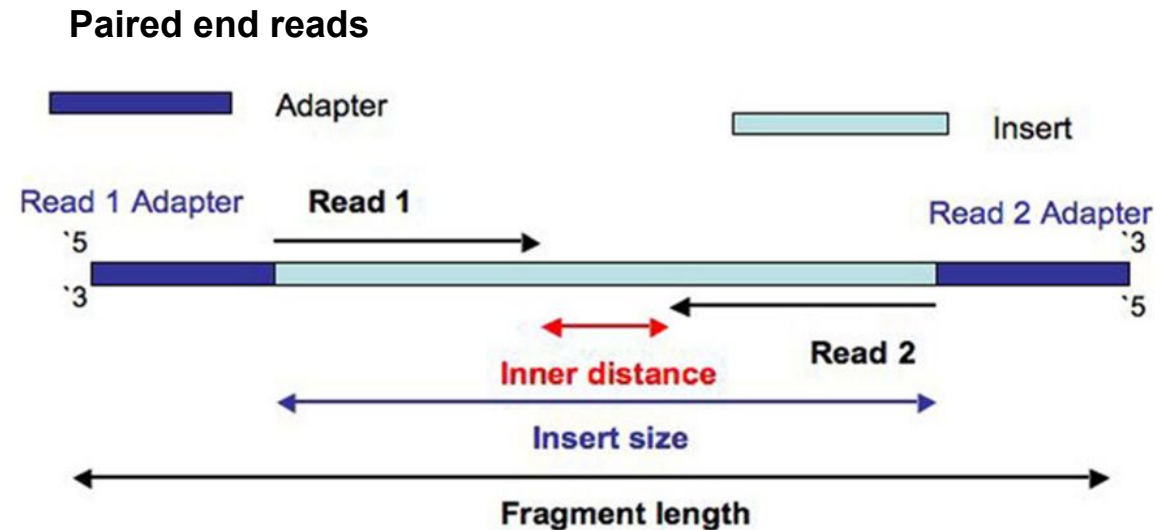 Paired end reads
Adapter
Insert
Read 1 Adapter
Read 1
Read 2 Adapter
`5
`3
`3
`5
Read 2
Inner distance
Insert size
Fragment length